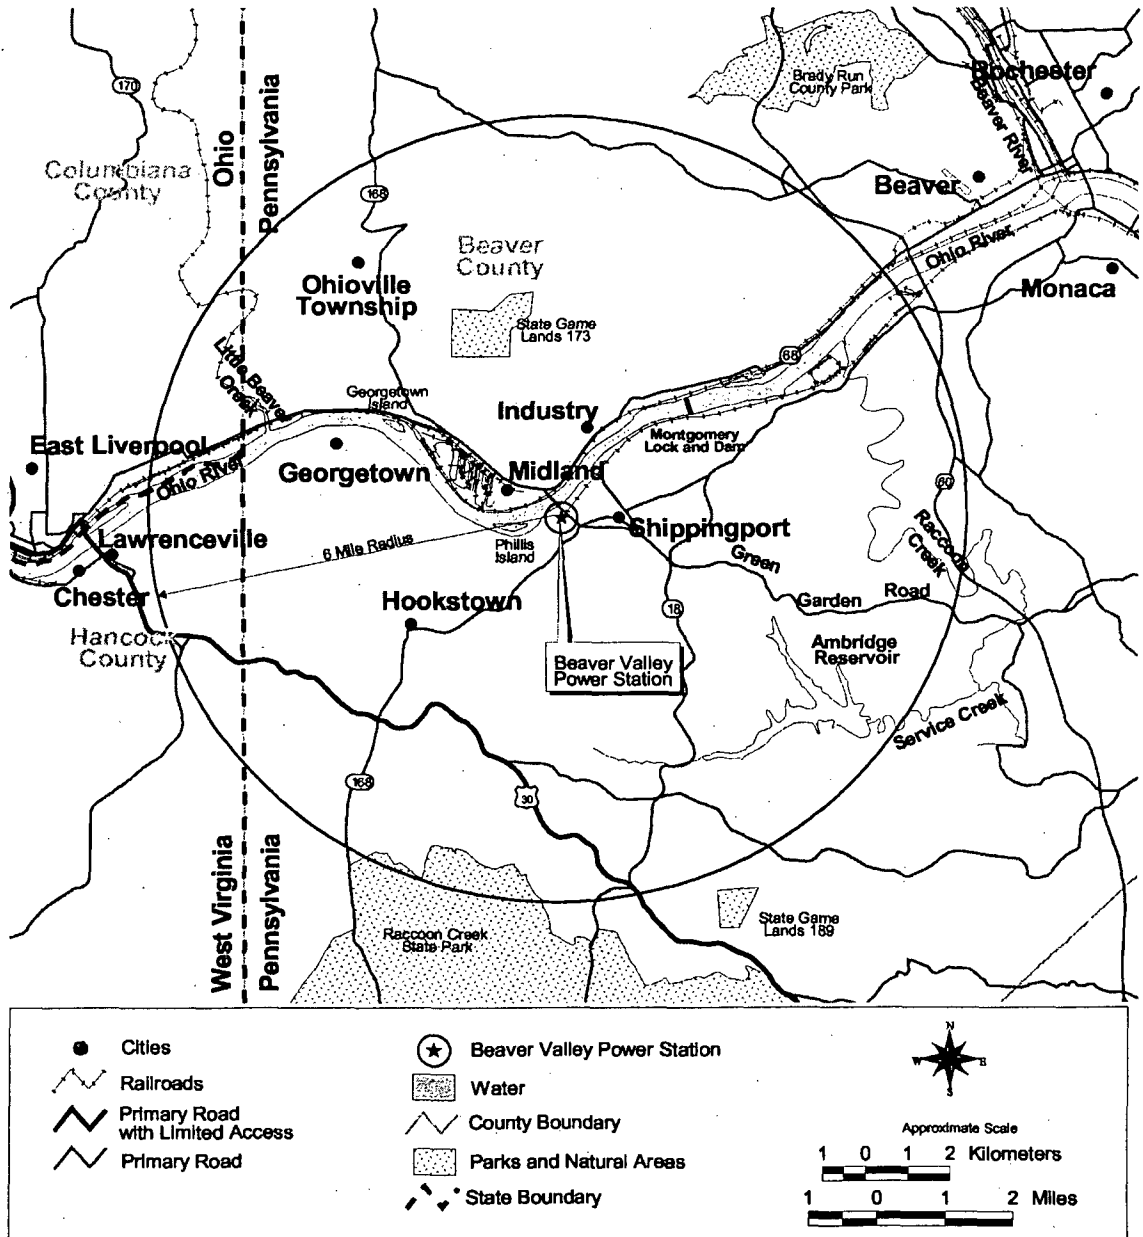 170
Ohio
Pennsylvania
Columbiana
County
168
Beaver
County
Ohioville
Township
State Game
Lands 173
Brady Run
County Park
Rochester
Beaver River
Beaver
Ohio River
Monaca
68
Little Beaver
Creek
Georgetown
Island
Industry
Montgomery
Lock and Dam
East Liverpool
Ohio River
Georgetown
Midland
60
Lawrenceville
6 Mile Radius
Phillis
Island
Shippingport
Raccoon
Creek
Green
Garden
Road
Chester
Hookstown
18
Hancock
County
Beaver Valley
Power Station
Ambridge
Reservoir
Service Creek
168
30
West Virginia
Pennsylvania
Raccoon Creek
State Park
State Game
Lands 189
Cities
Railroads
Primary Road
with Limited Access
Primary Road
Beaver Valley Power Station
Water
County Boundary
Parks and Natural Areas
State Boundary
N
W
E
S
Approximate Scale
1 0 1 2 Kilometers
1 0 1 2 Miles